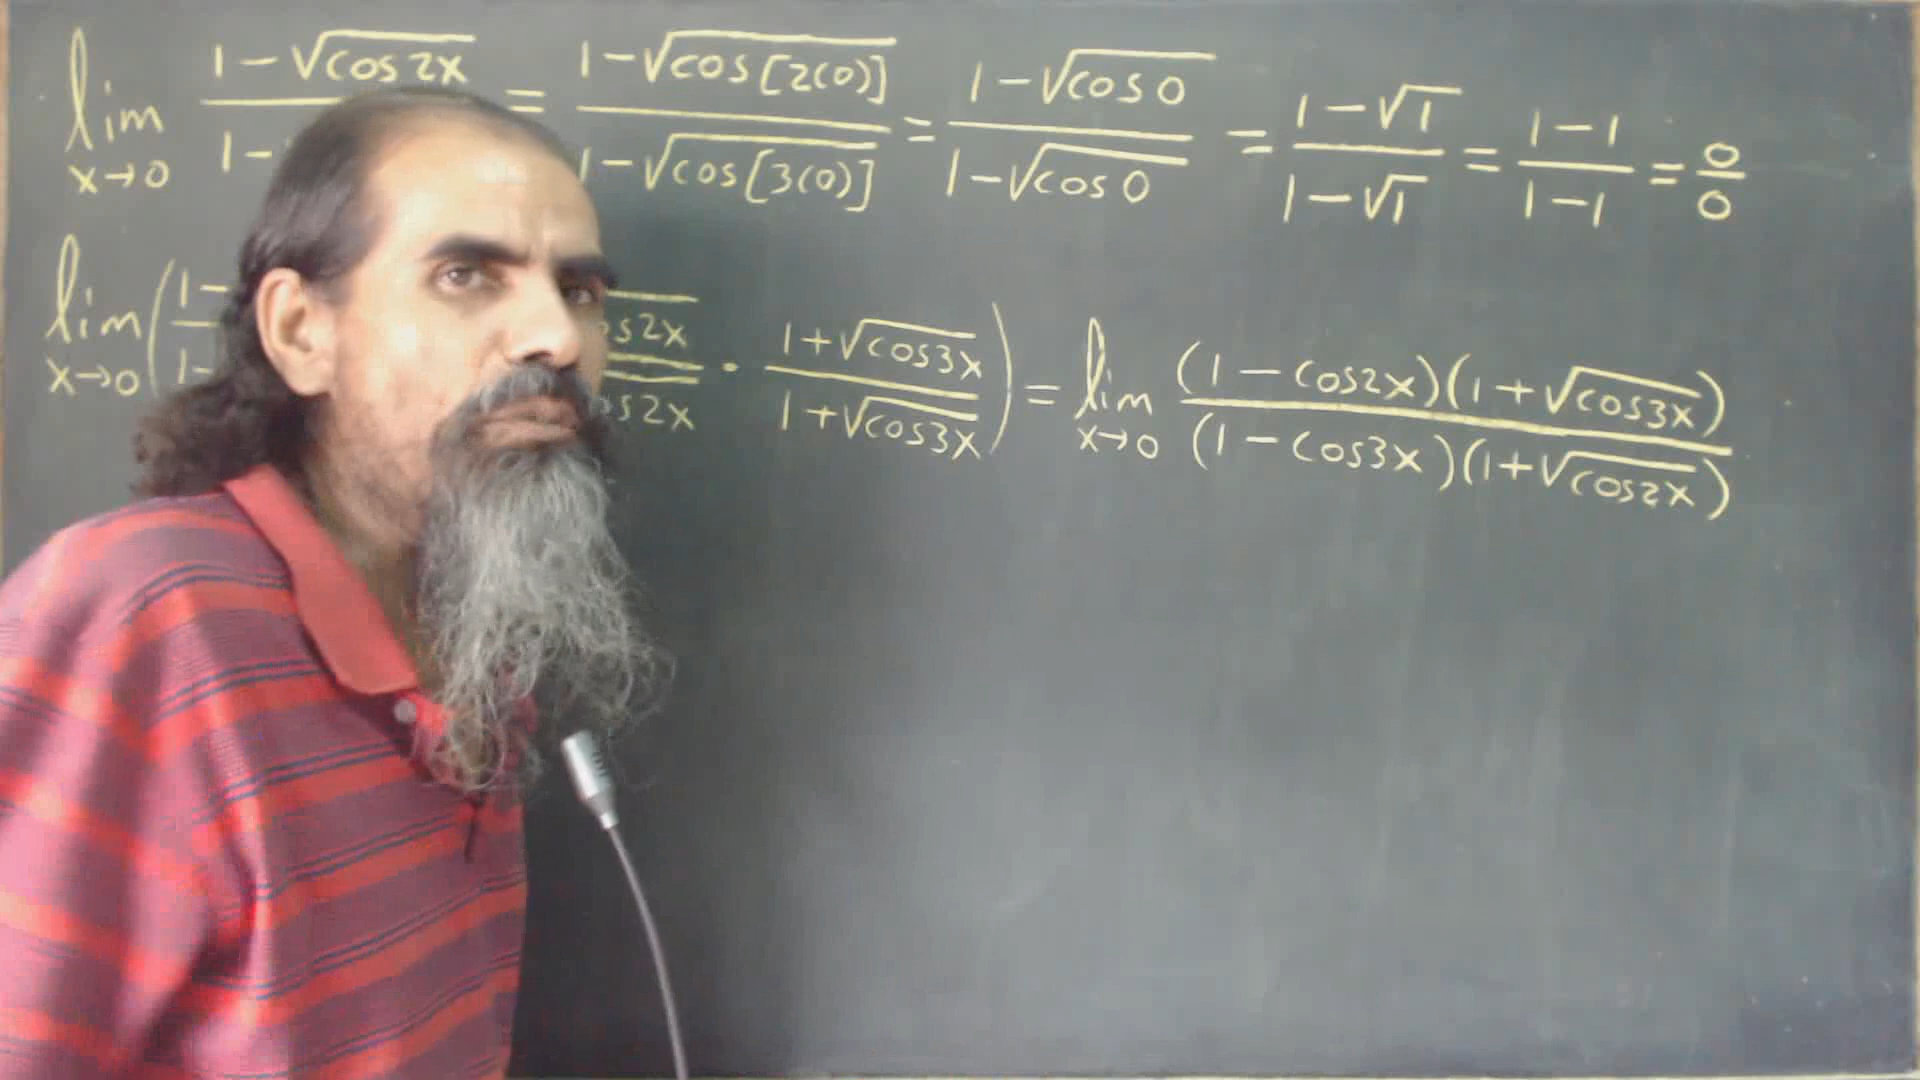 lim x→0 1-√cos2x / 1- = 1-√cos[2(0)] / 1-√cos[3(0)] = 1-√cos0 / 1-√cos0 = 1-√1 / 1-√1 = 1-1 / 1-1 = 0/0
lim x→0 ( 1- / 1- os2x / os2x · 1+√cos3x / 1+√cos3x ) = lim x→0 (1-cos2x)(1+√cos3x) / (1-cos3x)(1+√cos2x)